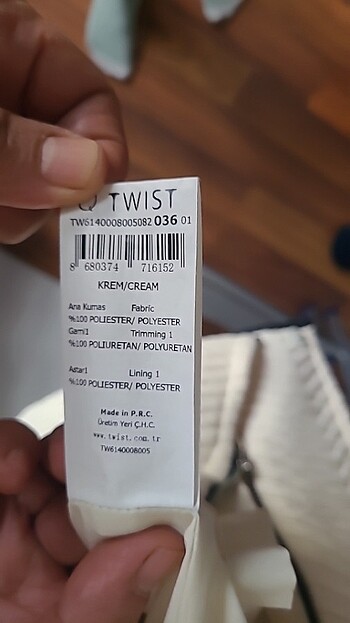 TWIST
TW6140008005082 036 01
8 680374 716152
KREM/CREAM
Ana Kumas Fabric
%100 POLIESTER/ POLYESTER
Garni1 Trimming 1
%100 POLIURETAN/ POLYURETAN
Astar1 Lining 1
%100 POLIESTER/ POLYESTER
Made in P.R.C.
Üretim Yeri Ç.H.C.
www.twist.com.tr
TW6140008005